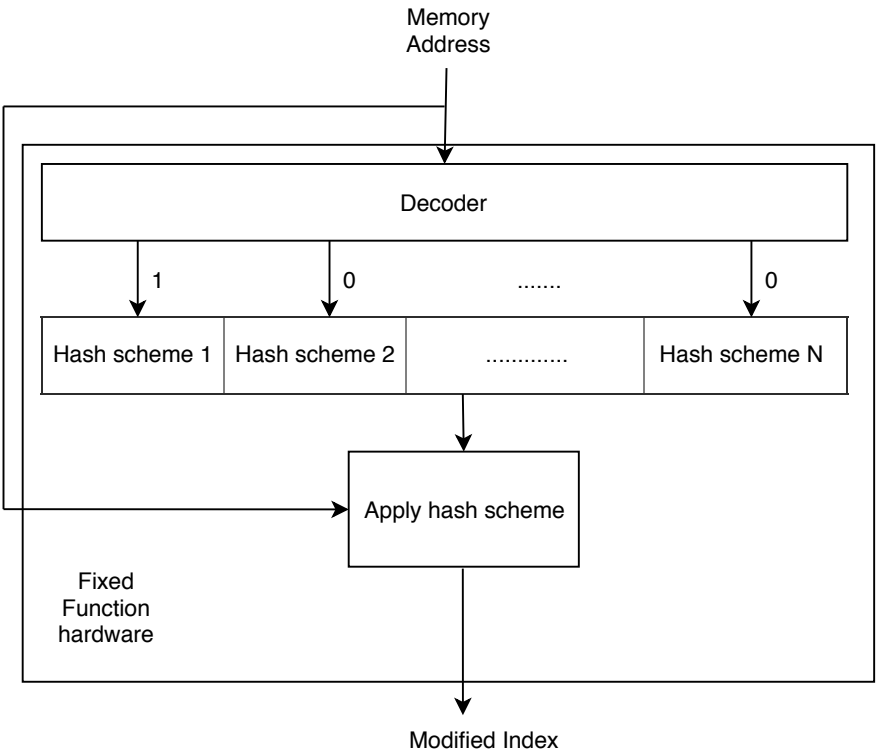 Memory
Address
Decoder
1 0 ....... 0
Hash scheme 1 Hash scheme 2 ............. Hash scheme N
Apply hash scheme
Fixed
Function
hardware
Modified Index